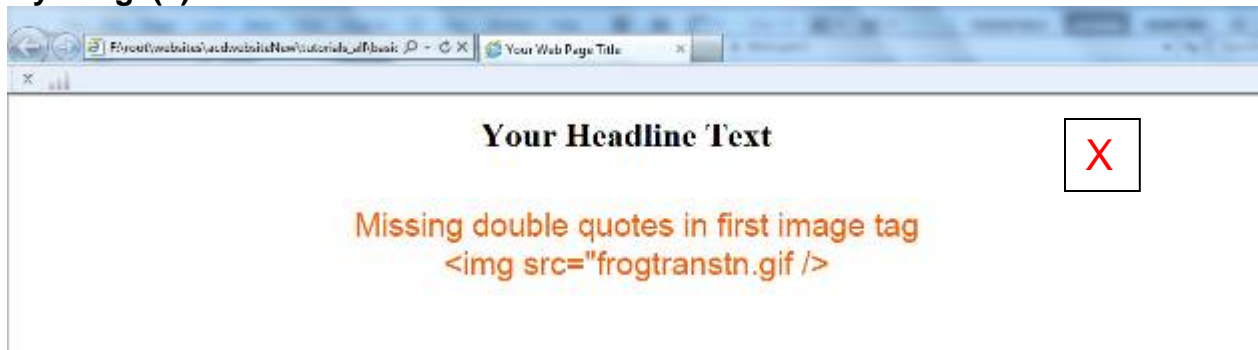 Your Web Page Title
Your Headline Text
X
Missing double quotes in first image tag
<img src="frogtranstn.gif />